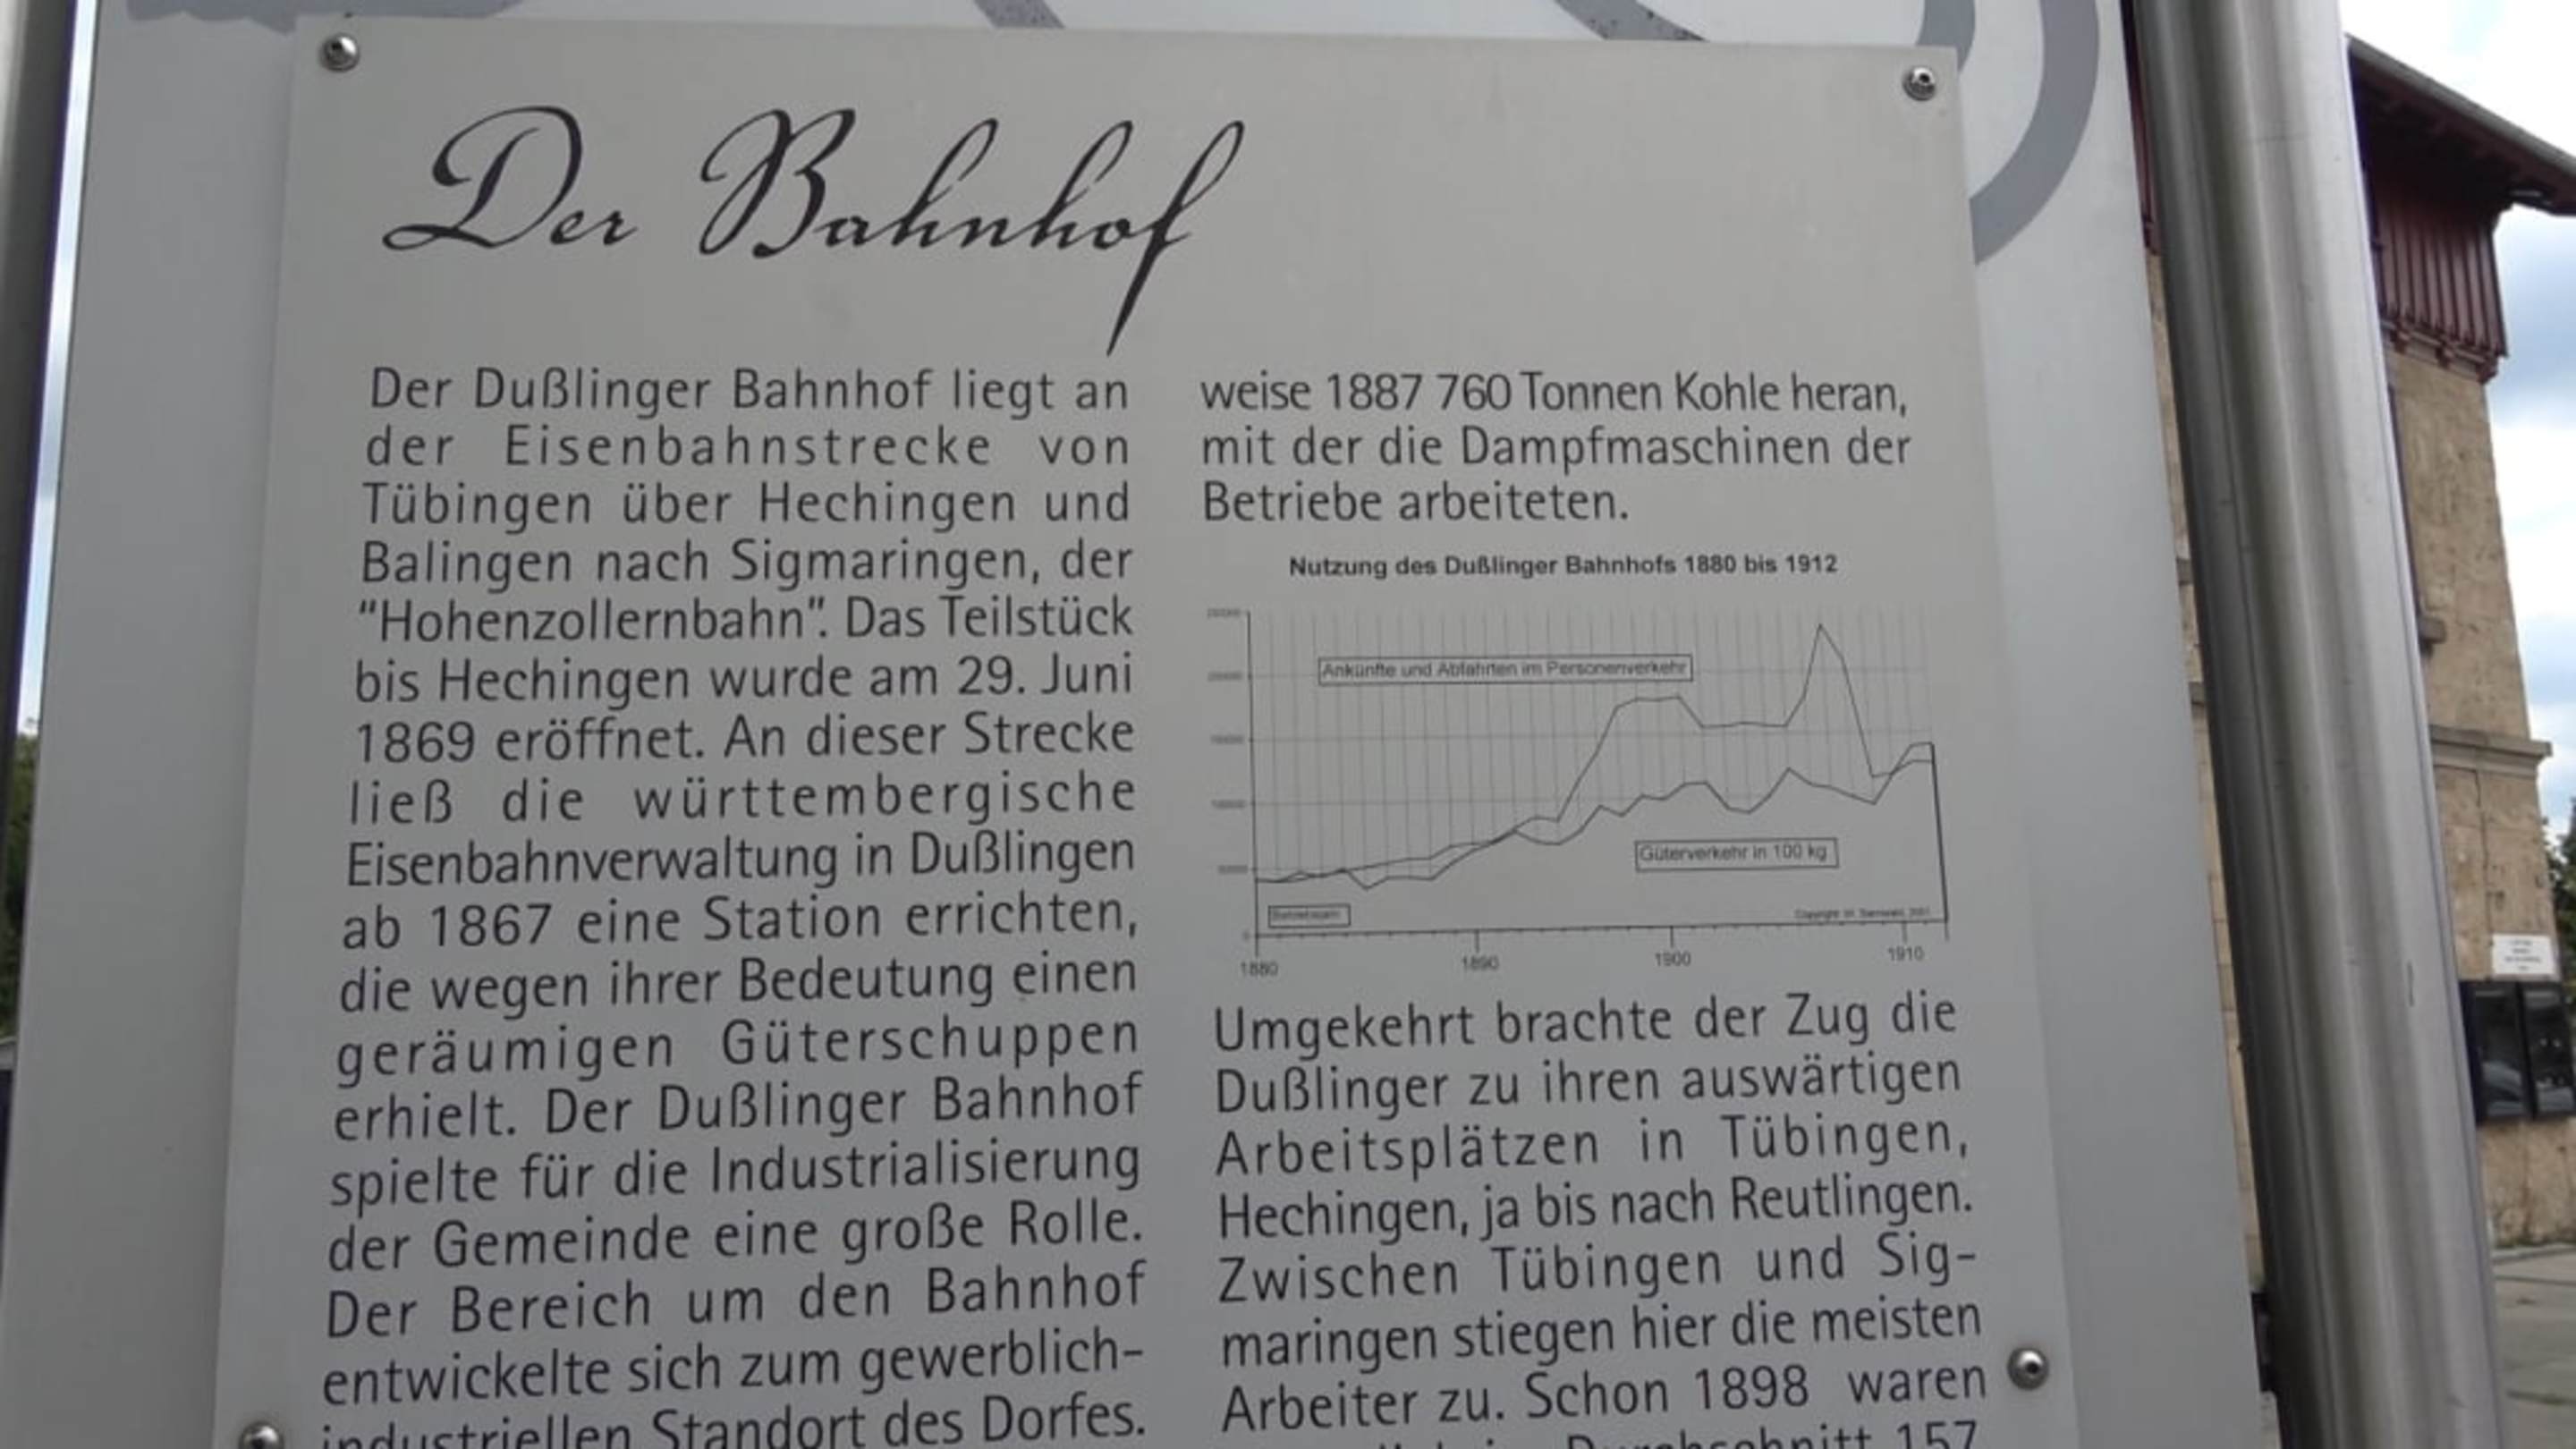 Der Bahnhof
Der Dußlinger Bahnhof liegt an
der Eisenbahnstrecke von
Tübingen über Hechingen und
Balingen nach Sigmaringen, der
"Hohenzollernbahn". Das Teilstück
bis Hechingen wurde am 29. Juni
1869 eröffnet. An dieser Strecke
ließ die württembergische
Eisenbahnverwaltung in Dußlingen
ab 1867 eine Station errichten,
die wegen ihrer Bedeutung einen
geräumigen Güterschuppen
erhielt. Der Dußlinger Bahnhof
spielte für die Industrialisierung
der Gemeinde eine große Rolle.
Der Bereich um den Bahnhof
entwickelte sich zum gewerblich-
industriellen Standort des Dorfes.
weise 1887 760 Tonnen Kohle heran,
mit der die Dampfmaschinen der
Betriebe arbeiteten.
Nutzung des Dußlinger Bahnhofs 1880 bis 1912
Ankünfte und Abfahrten im Personenverkehr
Güterverkehr in 100 kg
1880 1890 1900 1910
Umgekehrt brachte der Zug die
Dußlinger zu ihren auswärtigen
Arbeitsplätzen in Tübingen,
Hechingen, ja bis nach Reutlingen.
Zwischen Tübingen und Sig-
maringen stiegen hier die meisten
Arbeiter zu. Schon 1898 waren
Durchschnitt 157